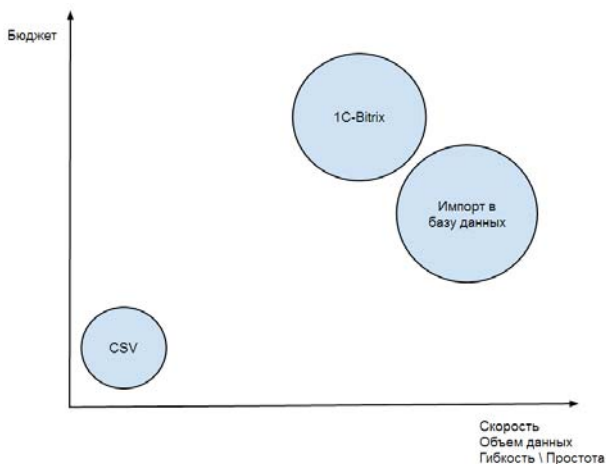 Бюджет
1C-Bitrix
Импорт в
базу данных
CSV
Скорость
Объем данных
Гибкость \ Простота